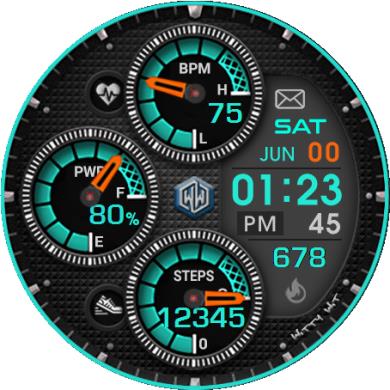 BPM
H
75
L
SAT
JUN 00
PWR
F
80%
E
01:23
PM 45
678
STEPS
12345
0